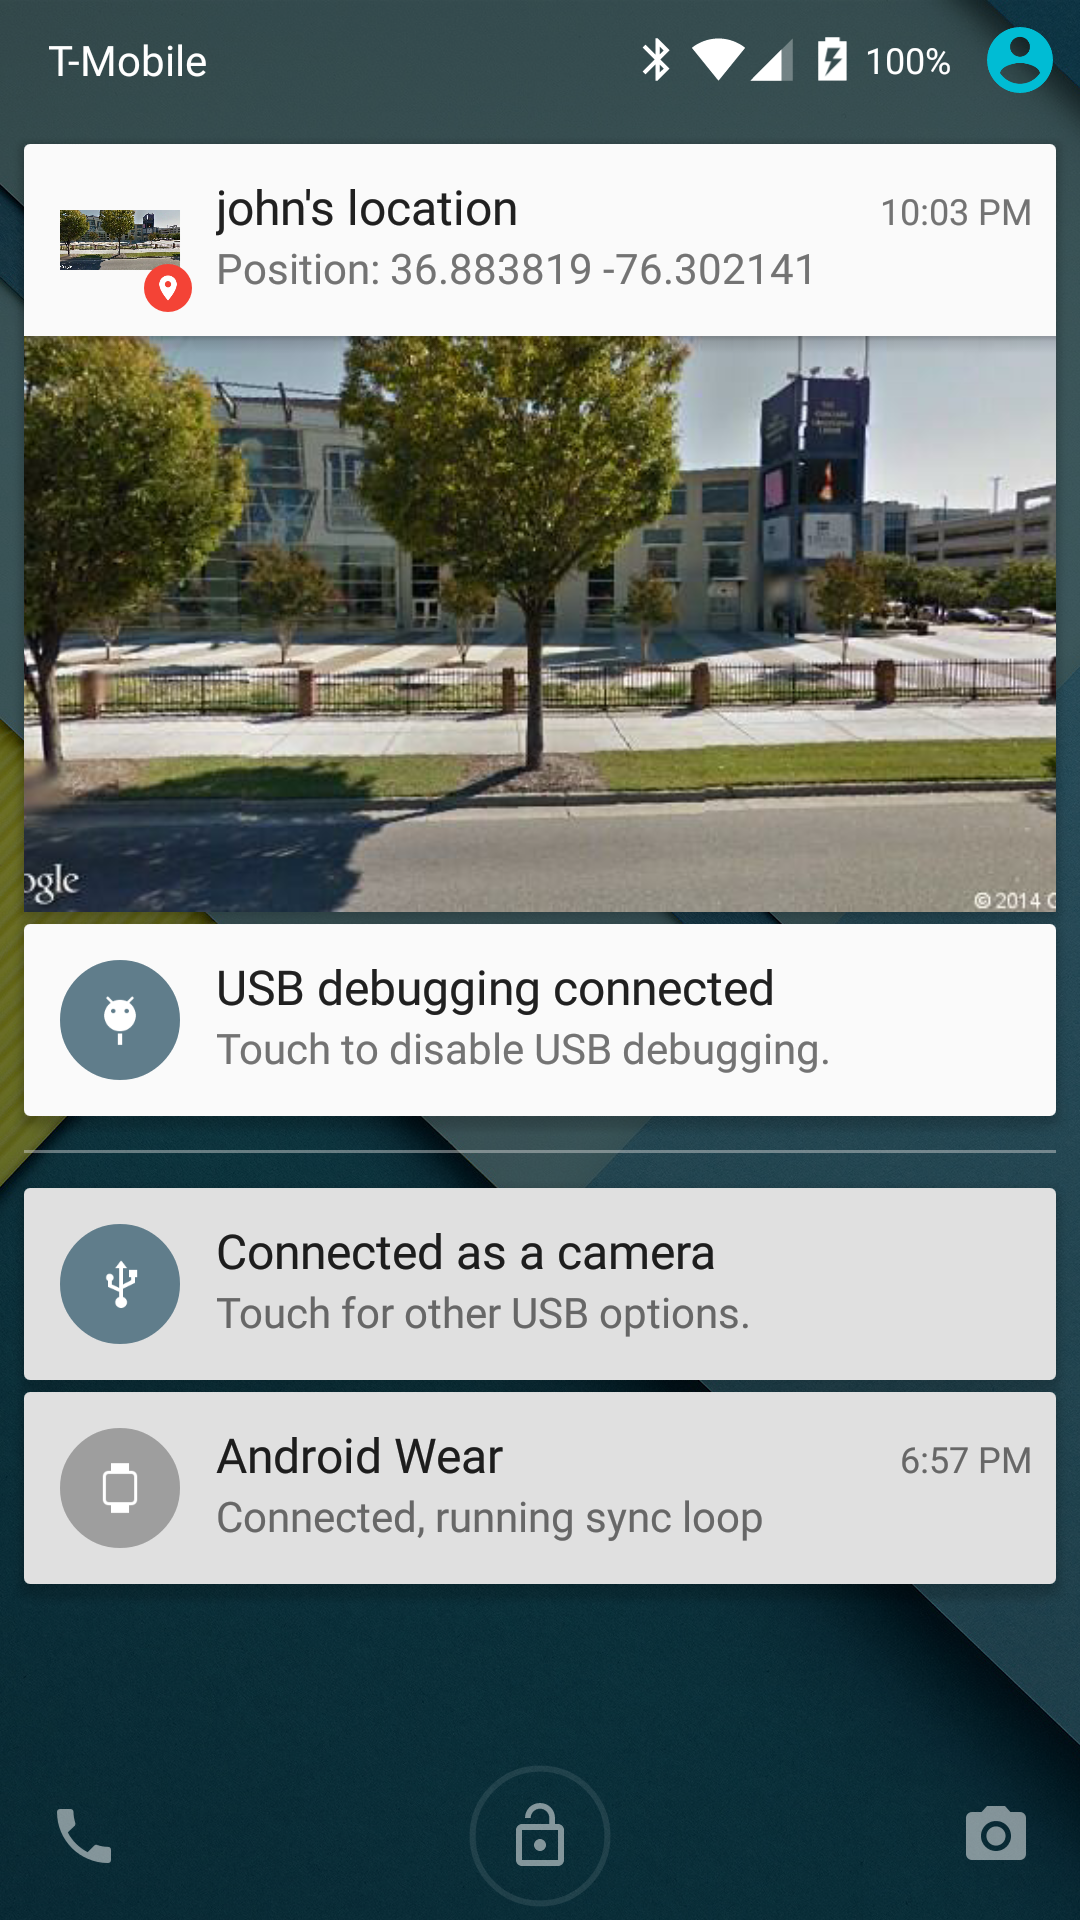 T-Mobile 100%
john's location 10:03 PM
Position: 36.883819 -76.302141
ogle
© 2014
USB debugging connected
Touch to disable USB debugging.
Connected as a camera
Touch for other USB options.
Android Wear 6:57 PM
Connected, running sync loop